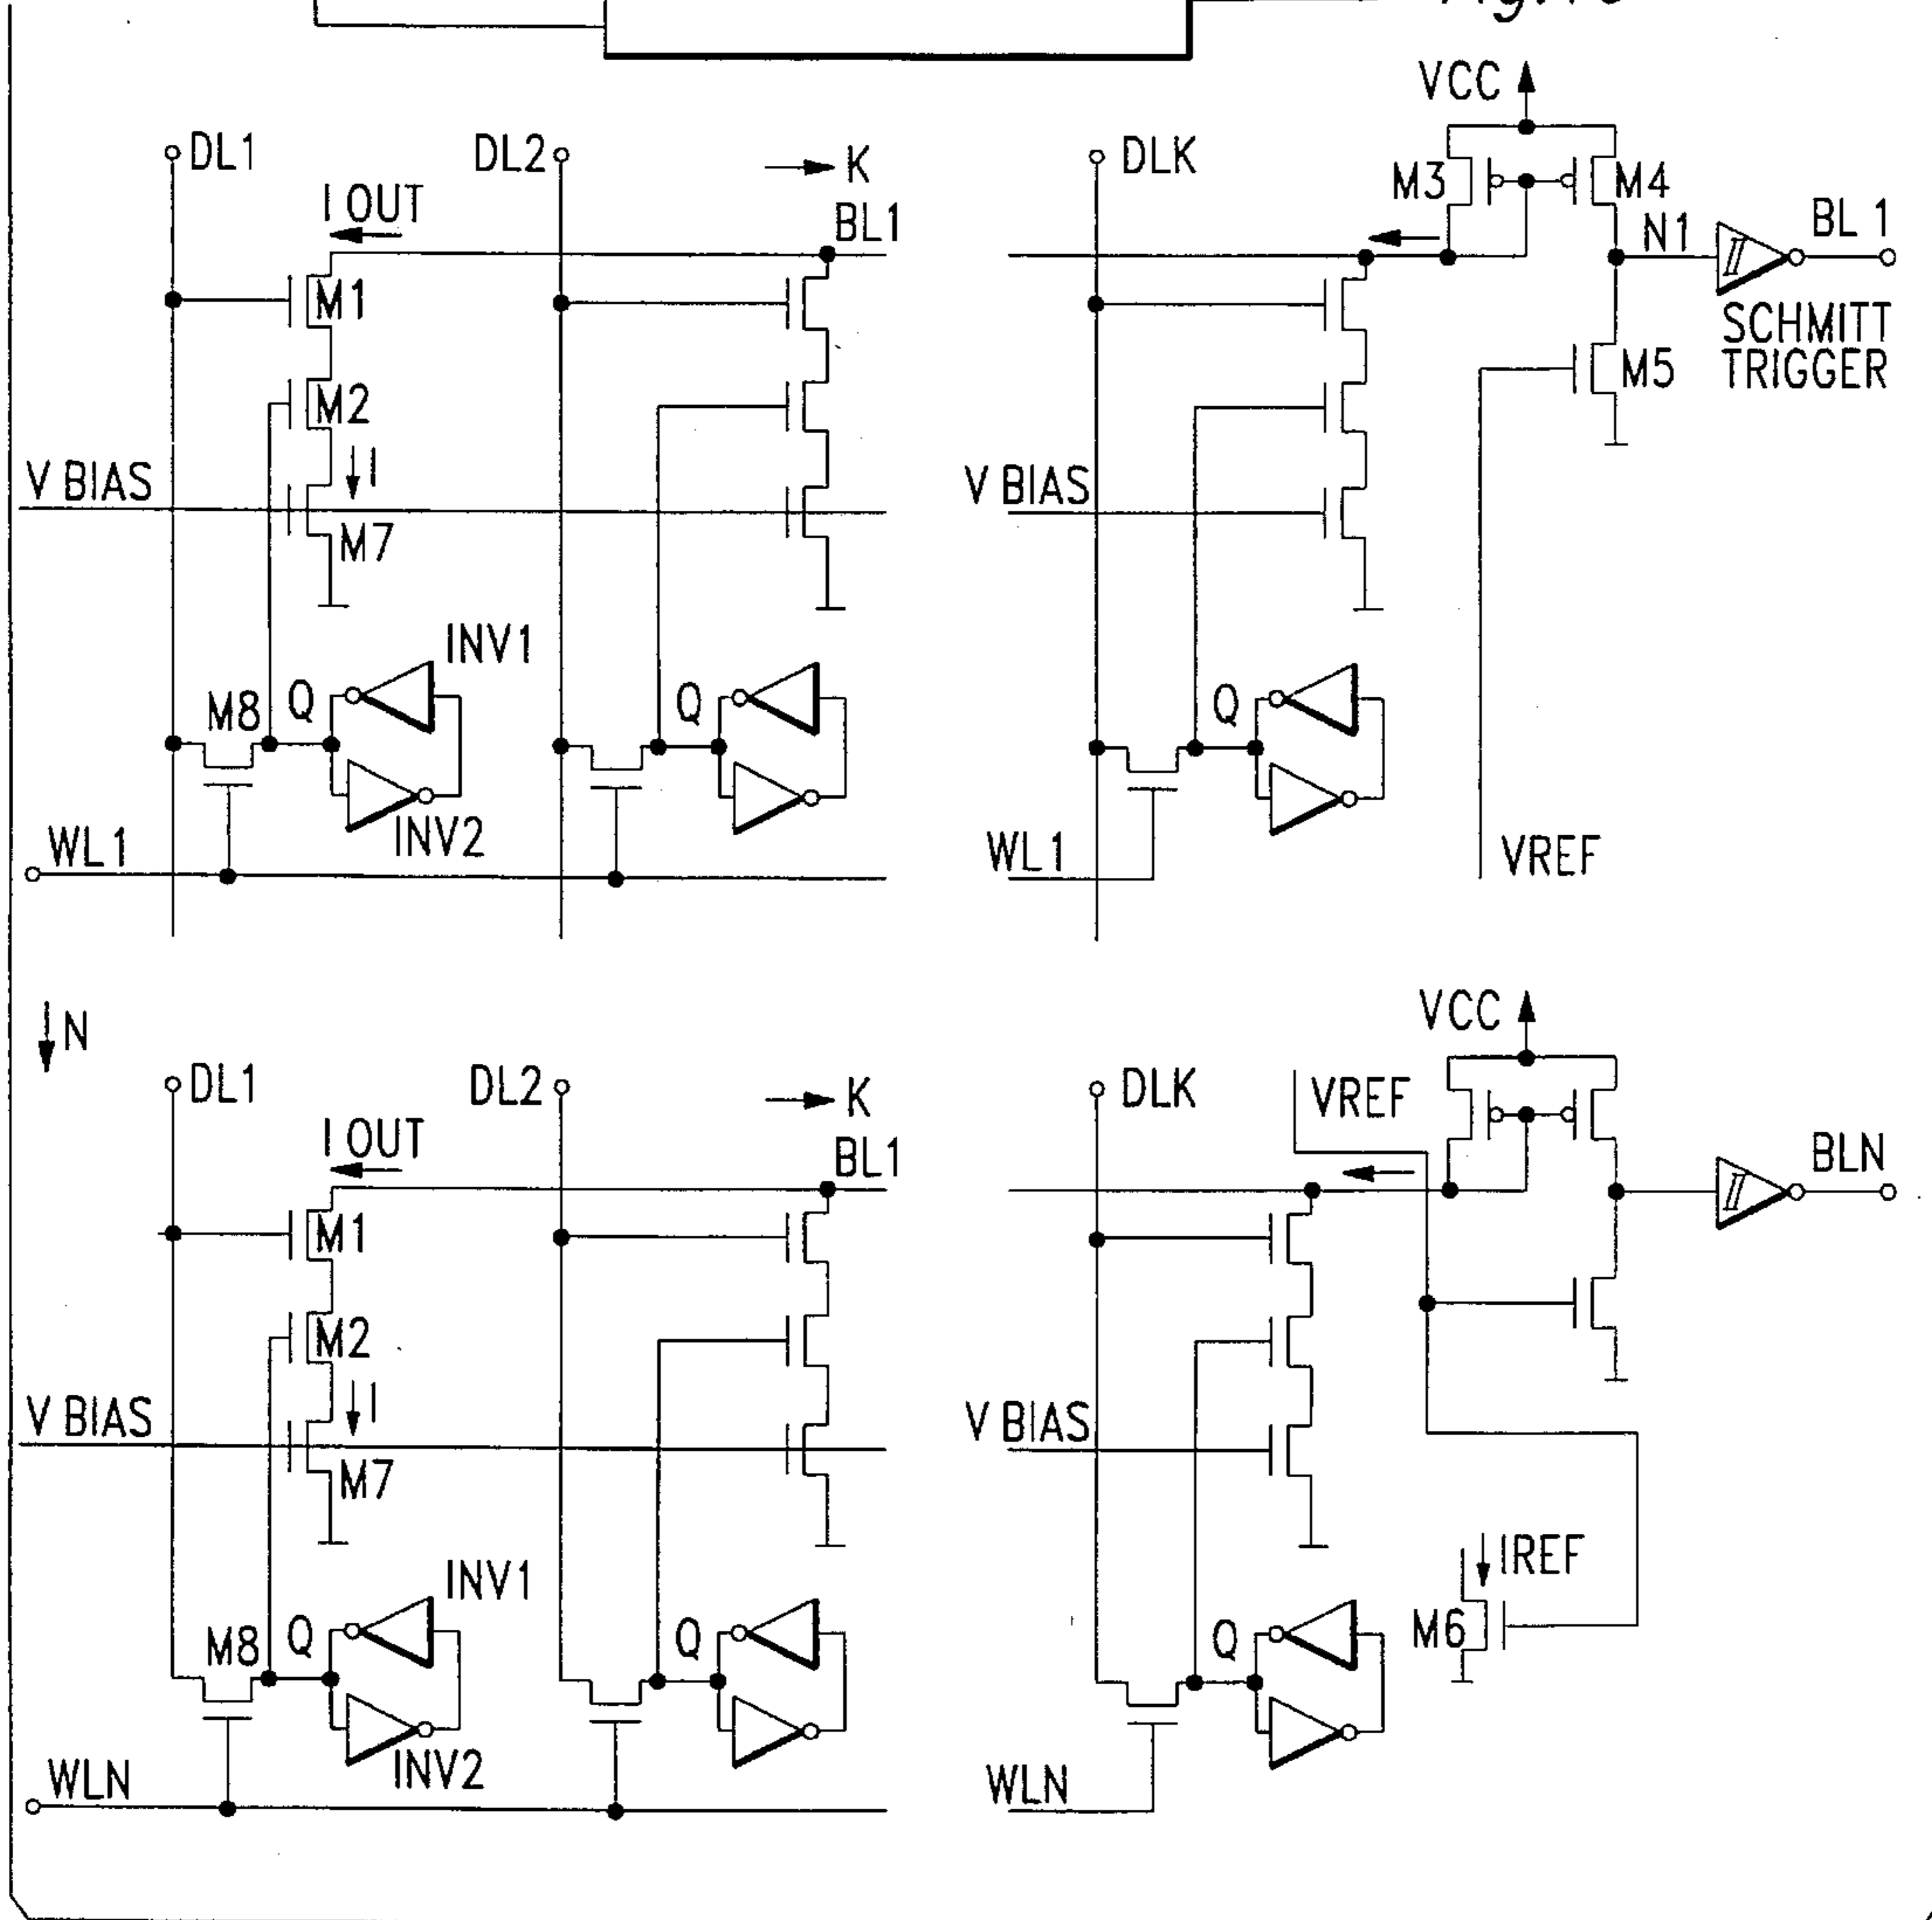 VCC
DL1
DL2
K
DLK
M3
M4
I OUT
BL1
N1
BL 1
M1
SCHMITT
TRIGGER
M2
M5
I
V BIAS
V BIAS
M7
INV1
M8
Q
Q
Q
INV2
WL1
WL1
VREF
N
VCC
DL1
DL2
K
DLK
VREF
I OUT
BL1
BLN
M1
M2
I
V BIAS
V BIAS
M7
IREF
INV1
M6
M8
Q
Q
Q
INV2
WLN
WLN